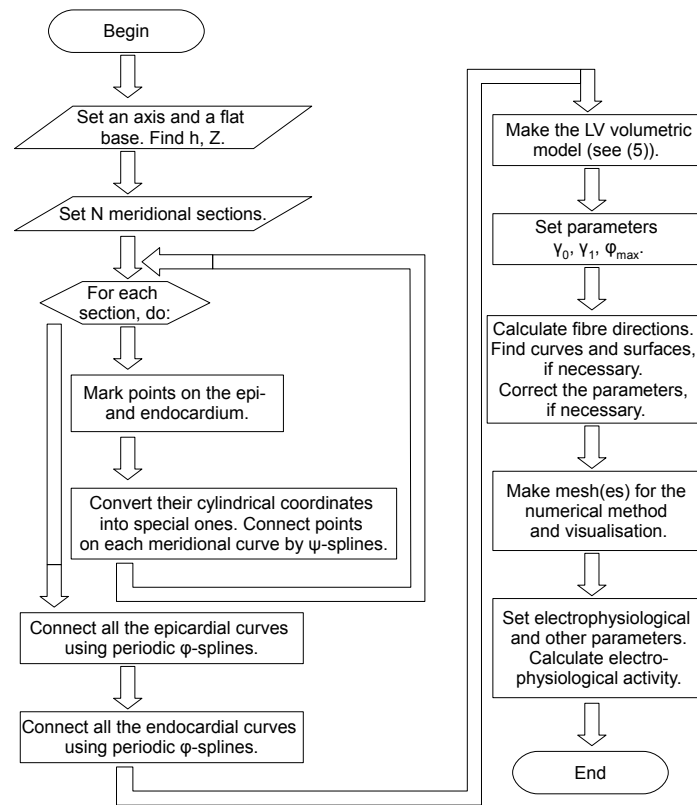 Begin
Set an axis and a flat
base. Find h, Z.
Set N meridional sections.
For each
section, do:
Mark points on the epi-
and endocardium.
Convert their cylindrical coordinates
into special ones. Connect points
on each meridional curve by ψ-splines.
Connect all the epicardial curves
using periodic φ-splines.
Connect all the endocardial curves
using periodic φ-splines.
Make the LV volumetric
model (see (5)).
Set parameters
γ₀, γ₁, φmax.
Calculate fibre directions.
Find curves and surfaces,
if necessary.
Correct the parameters,
if necessary.
Make mesh(es) for the
numerical method
and visualisation.
Set electrophysiological
and other parameters.
Calculate electro-
physiological activity.
End